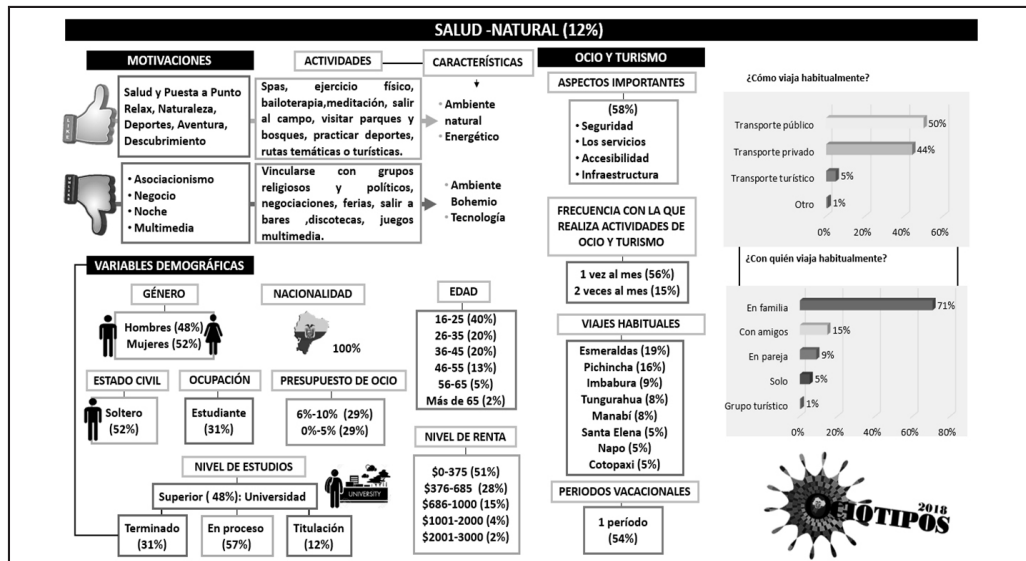 SALUD -NATURAL (12%)
MOTIVACIONES
ACTIVIDADES
CARACTERÍSTICAS
Salud y Puesta a Punto
Relax, Naturaleza,
Deportes, Aventura,
Descubrimiento
Spas, ejercicio físico,
bailoterapia,meditación, salir
al campo, visitar parques y
bosques, practicar deportes,
rutas temáticas o turísticas.
• Ambiente
natural
• Energético
• Asociacionismo
• Negocio
• Noche
• Multimedia
Vincularse con grupos
religiosos y políticos,
negociaciones, ferias, salir a
bares ,discotecas, juegos
multimedia.
• Ambiente
Bohemio
• Tecnología
VARIABLES DEMOGRÁFICAS
GÉNERO
Hombres (48%)
Mujeres (52%)
NACIONALIDAD
100%
EDAD
16-25 (40%)
26-35 (20%)
36-45 (20%)
46-55 (13%)
56-65 (5%)
Más de 65 (2%)
ESTADO CIVIL
Soltero
(52%)
OCUPACIÓN
Estudiante
(31%)
PRESUPUESTO DE OCIO
6%-10% (29%)
0%-5% (29%)
NIVEL DE RENTA
$0-375 (51%)
$376-685 (28%)
$686-1000 (15%)
$1001-2000 (4%)
$2001-3000 (2%)
NIVEL DE ESTUDIOS
UNIVERSITY
Superior ( 48%): Universidad
Terminado
(31%)
En proceso
(57%)
Titulación
(12%)
OCIO Y TURISMO
ASPECTOS IMPORTANTES
(58%)
• Seguridad
• Los servicios
• Accesibilidad
• Infraestructura
FRECUENCIA CON LA QUE
REALIZA ACTIVIDADES DE
OCIO Y TURISMO
1 vez al mes (56%)
2 veces al mes (15%)
VIAJES HABITUALES
Esmeraldas (19%)
Pichincha (16%)
Imbabura (9%)
Tungurahua (8%)
Manabí (8%)
Santa Elena (5%)
Napo (5%)
Cotopaxi (5%)
PERIODOS VACACIONALES
1 período
(54%)
¿Cómo viaja habitualmente?
Transporte público 50%
Transporte privado 44%
Transporte turístico 5%
Otro 1%
0% 20% 40% 60%
¿Con quién viaja habitualmente?
En familia 71%
Con amigos 15%
En pareja 9%
Solo 5%
Grupo turístico 1%
0% 20% 40% 60% 80%
2018
OCIOTIPOS